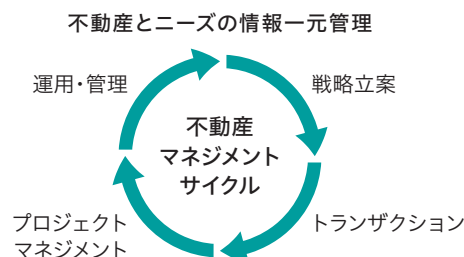 不動産とニーズの情報一元管理
運用・管理
戦略立案
不動産
マネジメント
サイクル
プロジェクト
マネジメント
トランザクション